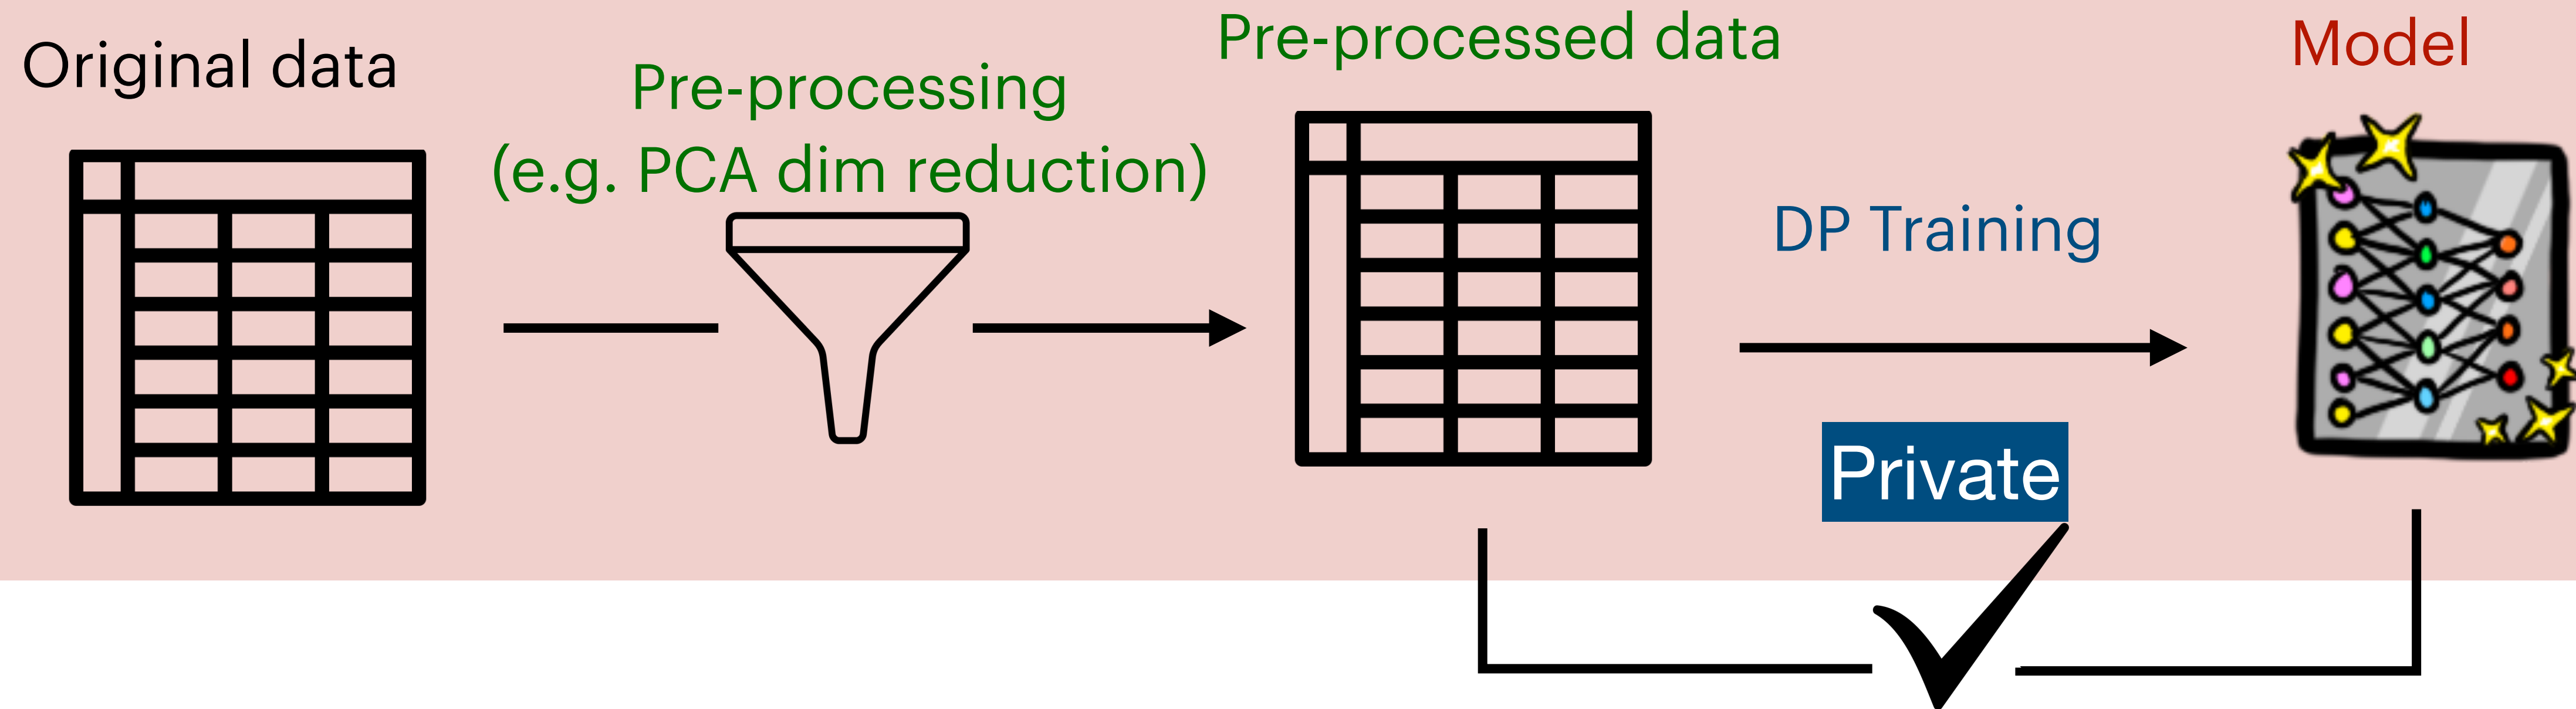 Original data
Pre-processing
(e.g. PCA dim reduction)
Pre-processed data
DP Training
Private
Model